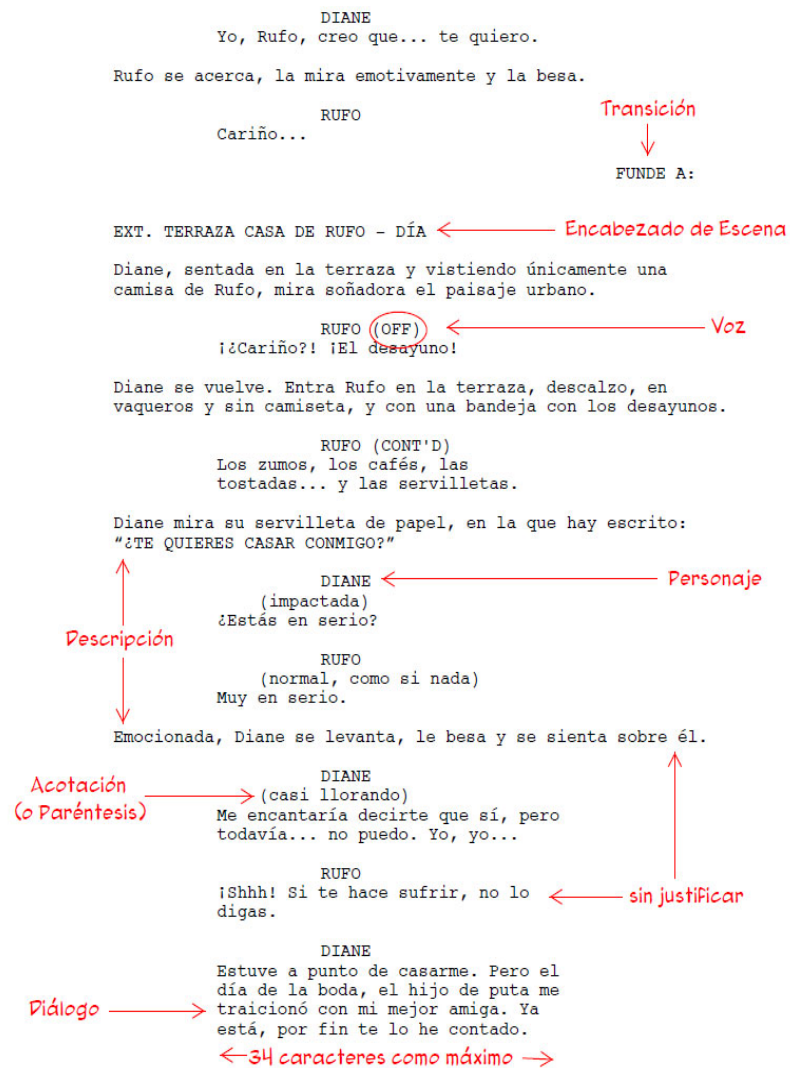 DIANE
Yo, Rufo, creo que... te quiero.
Rufo se acerca, la mira emotivamente y la besa.
RUFO
Cariño...
Transición
FUNDE A:
EXT. TERRAZA CASA DE RUFO - DÍA
Encabezado de Escena
Diane, sentada en la terraza y vistiendo únicamente una
camisa de Rufo, mira soñadora el paisaje urbano.
RUFO (OFF)
Voz
¡¿Cariño?! ¡El desayuno!
Diane se vuelve. Entra Rufo en la terraza, descalzo, en
vaqueros y sin camiseta, y con una bandeja con los desayunos.
RUFO (CONT'D)
Los zumos, los cafés, las
tostadas... y las servilletas.
Diane mira su servilleta de papel, en la que hay escrito:
“¿TE QUIERES CASAR CONMIGO?”
DIANE
Personaje
(impactada)
¿Estás en serio?
Descripción
RUFO
(normal, como si nada)
Muy en serio.
Emocionada, Diane se levanta, le besa y se sienta sobre él.
DIANE
Acotación
(o Paréntesis)
(casi llorando)
Me encantaría decirte que sí, pero
todavía... no puedo. Yo, yo...
RUFO
¡Shhh! Si te hace sufrir, no lo
digas.
sin justificar
DIANE
Estuve a punto de casarme. Pero el
día de la boda, el hijo de puta me
Diálogo
traicionó con mi mejor amiga. Ya
está, por fin te lo he contado.
34 caracteres como máximo